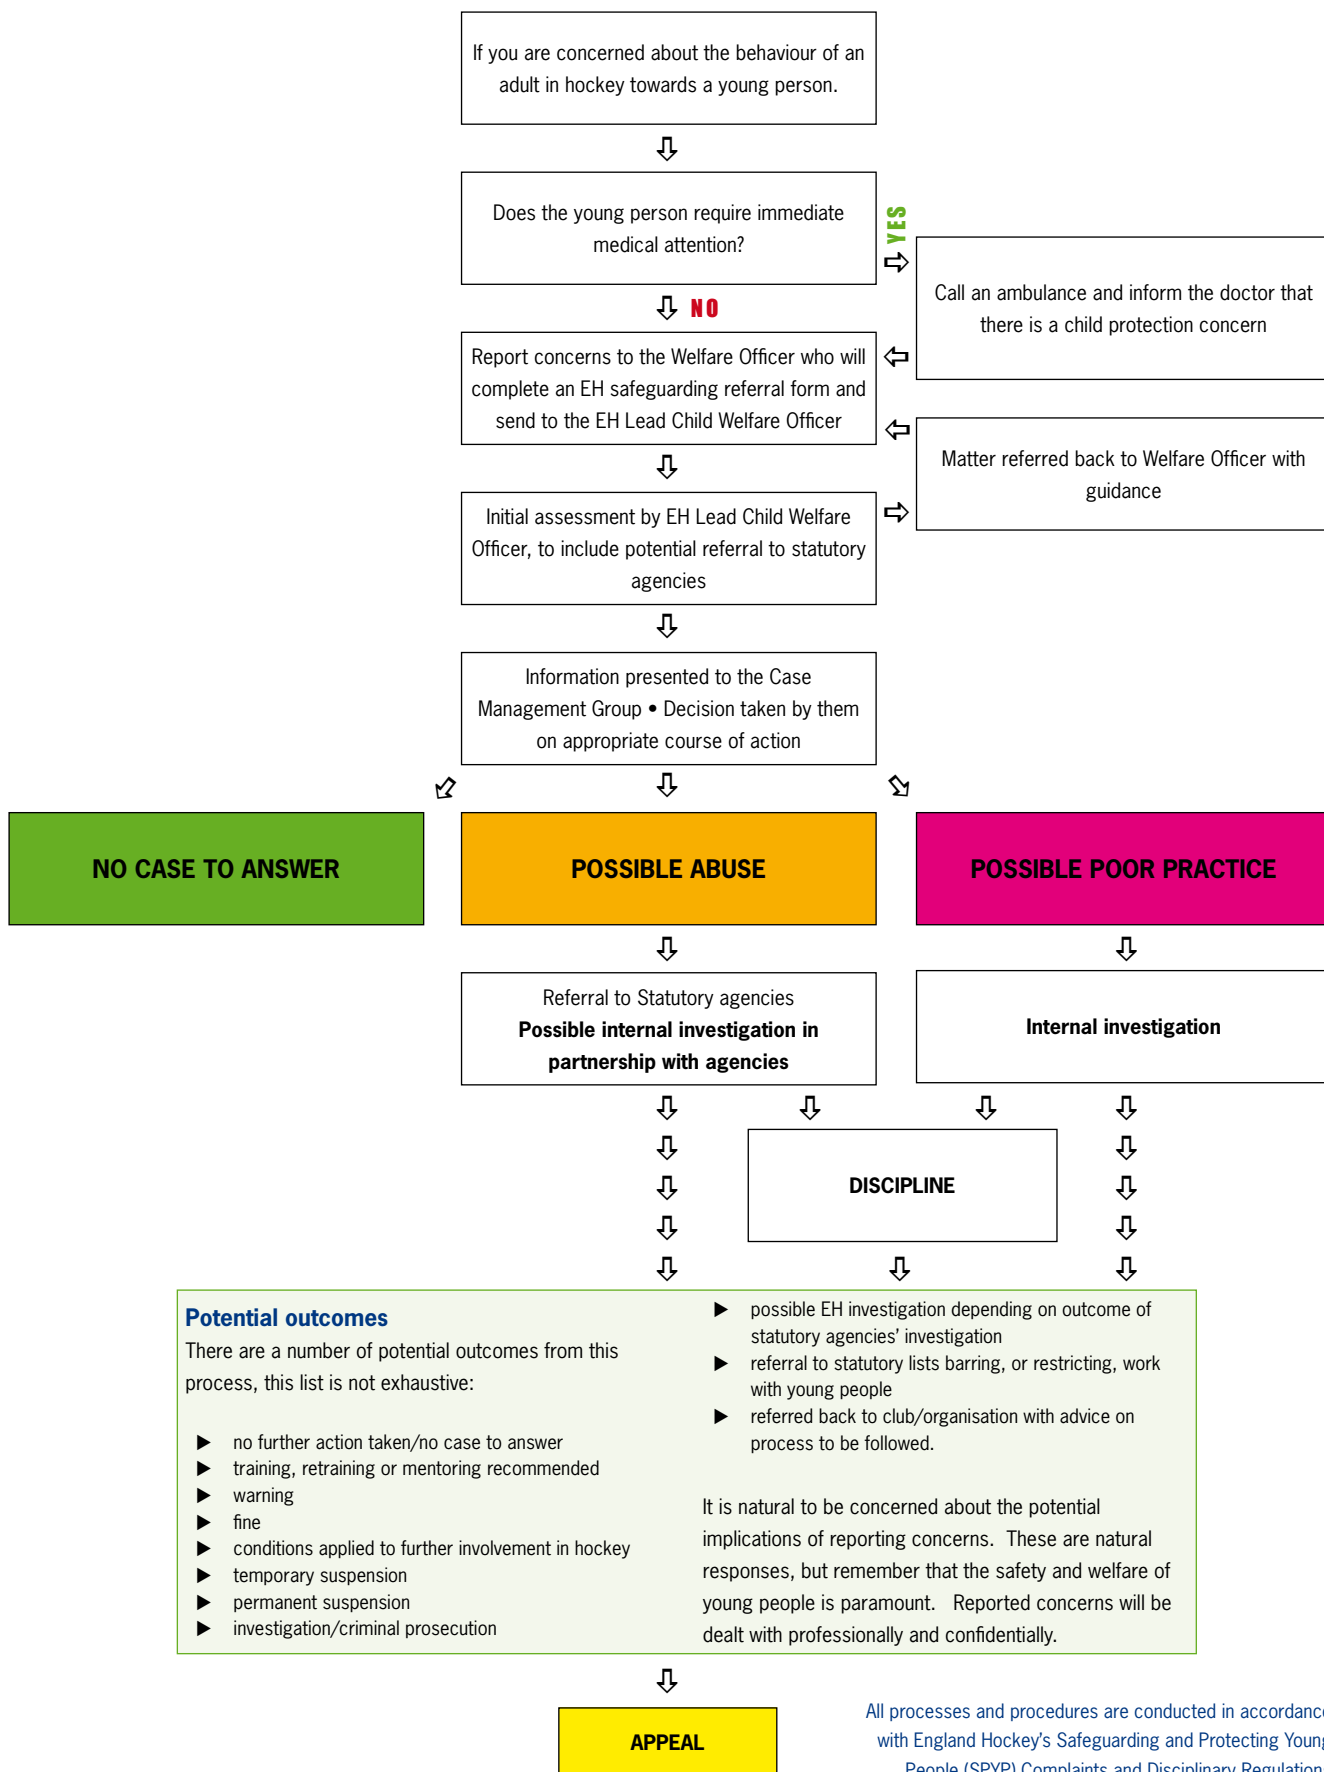 If you are concerned about the behaviour of an
adult in hockey towards a young person.
Does the young person require immediate
medical attention?
YES
Call an ambulance and inform the doctor that
there is a child protection concern
NO
Report concerns to the Welfare Officer who will
complete an EH safeguarding referral form and
send to the EH Lead Child Welfare Officer
Matter referred back to Welfare Officer with
guidance
Initial assessment by EH Lead Child Welfare
Officer, to include potential referral to statutory
agencies
Information presented to the Case
Management Group • Decision taken by them
on appropriate course of action
NO CASE TO ANSWER
POSSIBLE ABUSE
POSSIBLE POOR PRACTICE
Referral to Statutory agencies
Possible internal investigation in
partnership with agencies
Internal investigation
DISCIPLINE
Potential outcomes
There are a number of potential outcomes from this
process, this list is not exhaustive:
▶ no further action taken/no case to answer
▶ training, retraining or mentoring recommended
▶ warning
▶ fine
▶ conditions applied to further involvement in hockey
▶ temporary suspension
▶ permanent suspension
▶ investigation/criminal prosecution
▶ possible EH investigation depending on outcome of
statutory agencies' investigation
▶ referral to statutory lists barring, or restricting, work
with young people
▶ referred back to club/organisation with advice on
process to be followed.
It is natural to be concerned about the potential
implications of reporting concerns. These are natural
responses, but remember that the safety and welfare of
young people is paramount. Reported concerns will be
dealt with professionally and confidentially.
APPEAL
All processes and procedures are conducted in accordance
with England Hockey's Safeguarding and Protecting Young
People (SPYP) Complaints and Disciplinary Regulations